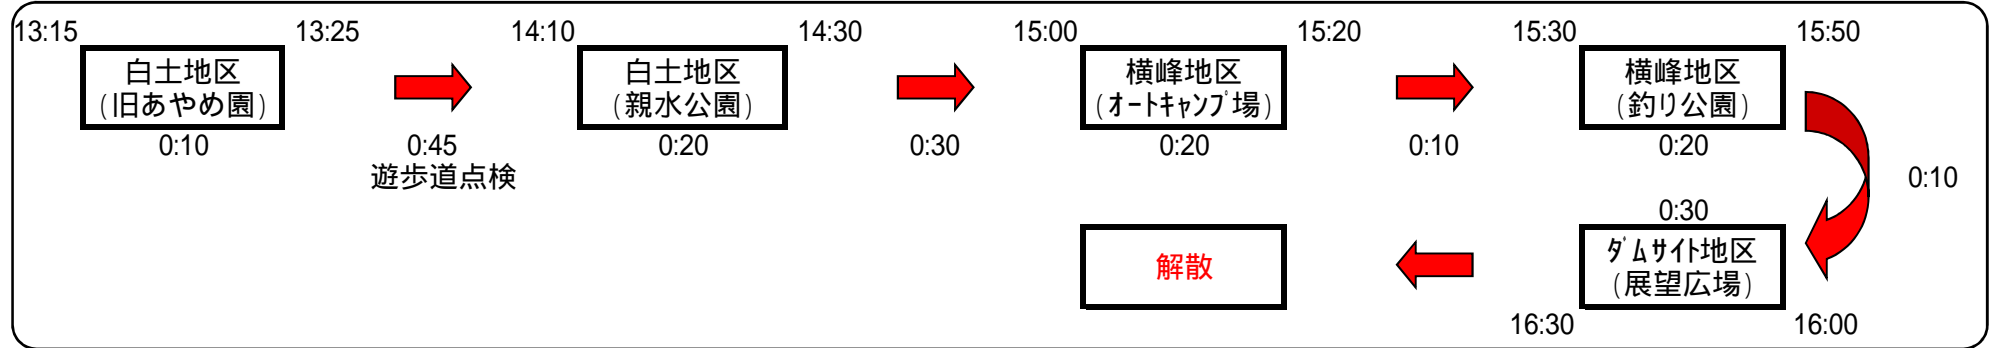 13:15 13:25 14:10 14:30 15:00 15:20 15:30 15:50
白土地区 白土地区 横峰地区 横峰地区
(旧あやめ園) (親水公園) (ｵｰﾄｷｬﾝﾌﾟ場) (釣り公園)
0:10 0:45 0:20 0:30 0:20 0:10 0:20
遊歩道点検
0:10
0:30
解散
ﾀﾞﾑｻｲﾄ地区
(展望広場)
16:30 16:00